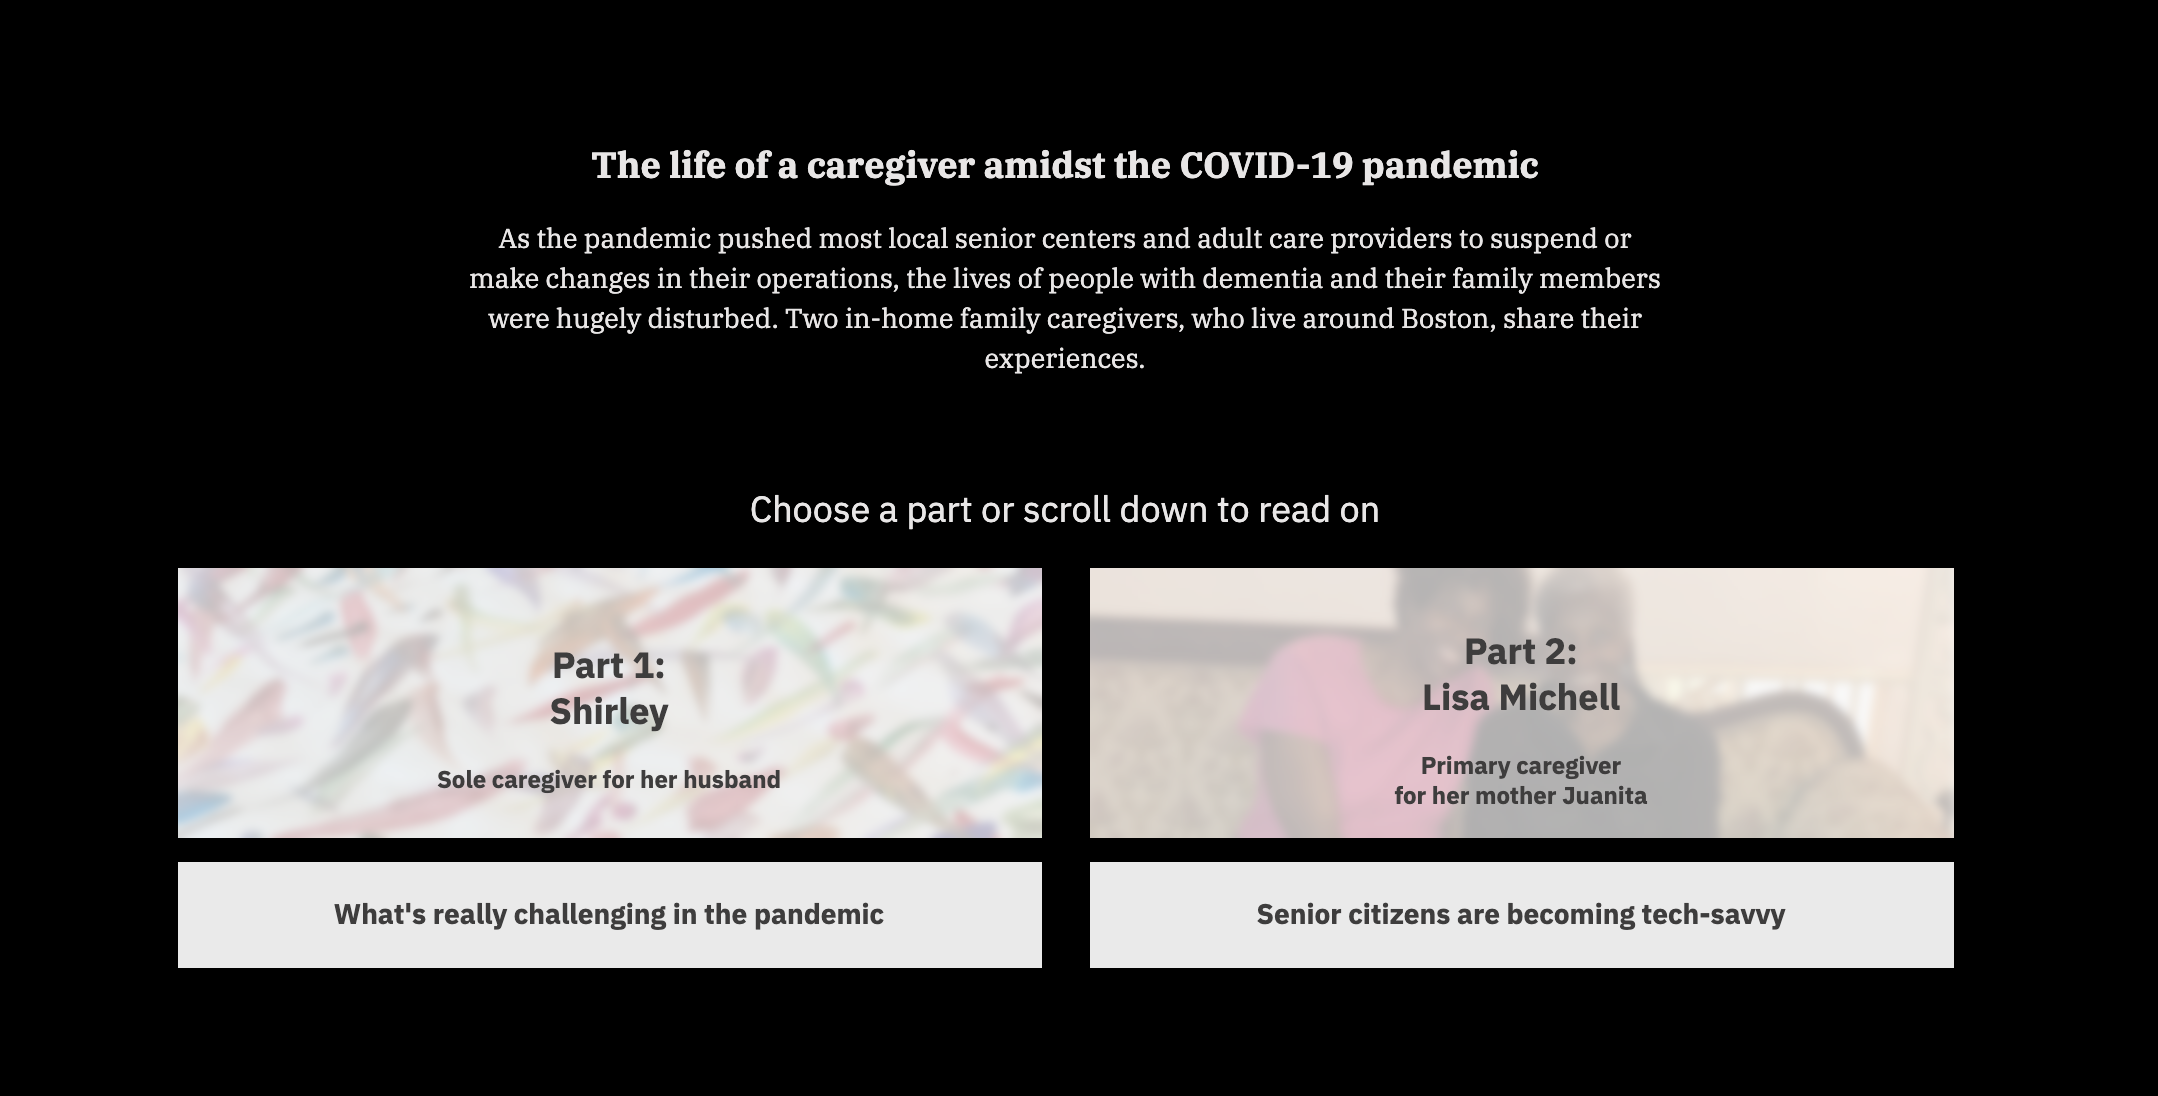 The life of a caregiver amidst the COVID-19 pandemic
As the pandemic pushed most local senior centers and adult care providers to suspend or
make changes in their operations, the lives of people with dementia and their family members
were hugely disturbed. Two in-home family caregivers, who live around Boston, share their
experiences.
Choose a part or scroll down to read on
Part 1:
Shirley
Sole caregiver for her husband
Part 2:
Lisa Michell
Primary caregiver
for her mother Juanita
What's really challenging in the pandemic
Senior citizens are becoming tech-savvy